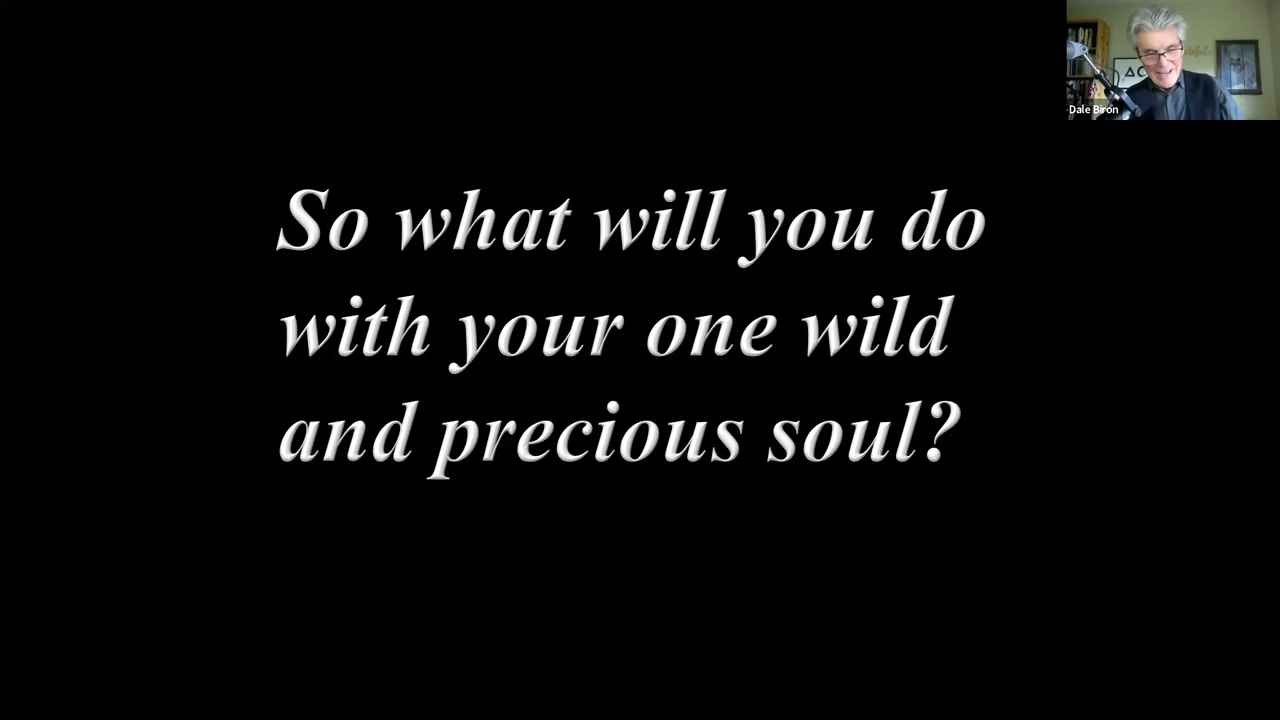 So what will you do
with your one wild
and precious soul?
Dale Biron